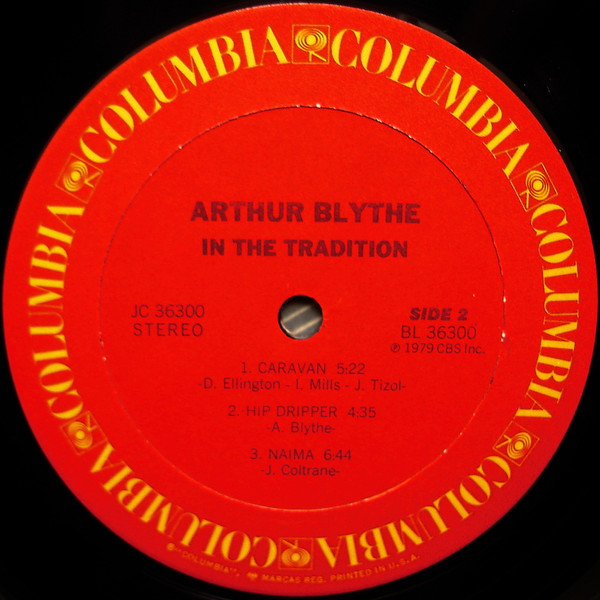 COLUMBIA COLUMBIA COLUMBIA COLUMBIA COLUMBIA COLUMBIA COLUMBIA
ARTHUR BLYTHE
IN THE TRADITION
JC 36300
STEREO
SIDE 2
BL 36300
℗ 1979 CBS Inc.
1. CARAVAN 5:22
-D. Ellington - I. Mills - J. Tizol-
2. HIP DRIPPER 4:35
-A. Blythe-
3. NAIMA 6:44
-J. Coltrane-
"COLUMBIA", MARCAS REG. PRINTED IN U.S.A.